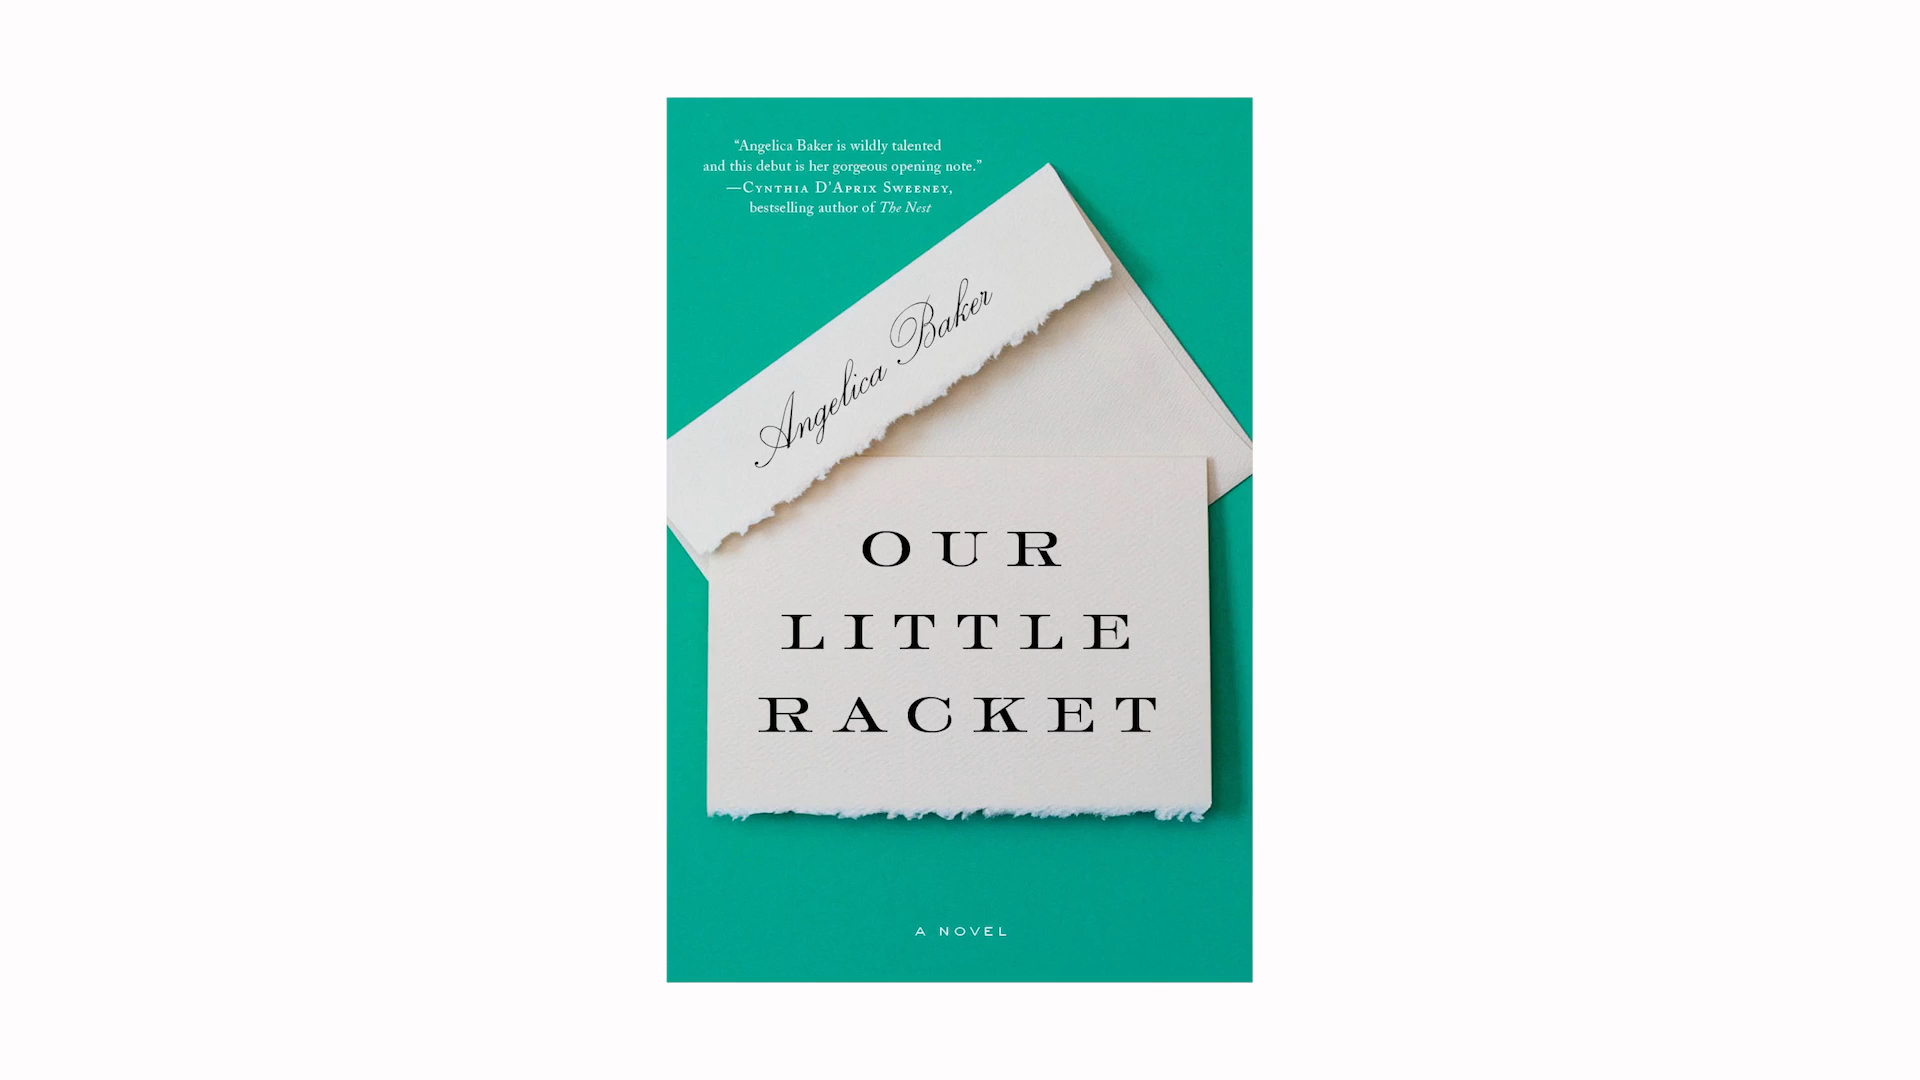 “Angelica Baker is wildly talented
and this debut is her gorgeous opening note.”
—Cynthia D’Aprix Sweeney,
bestselling author of The Nest
Angelica Baker
OUR
LITTLE
RACKET
A NOVEL